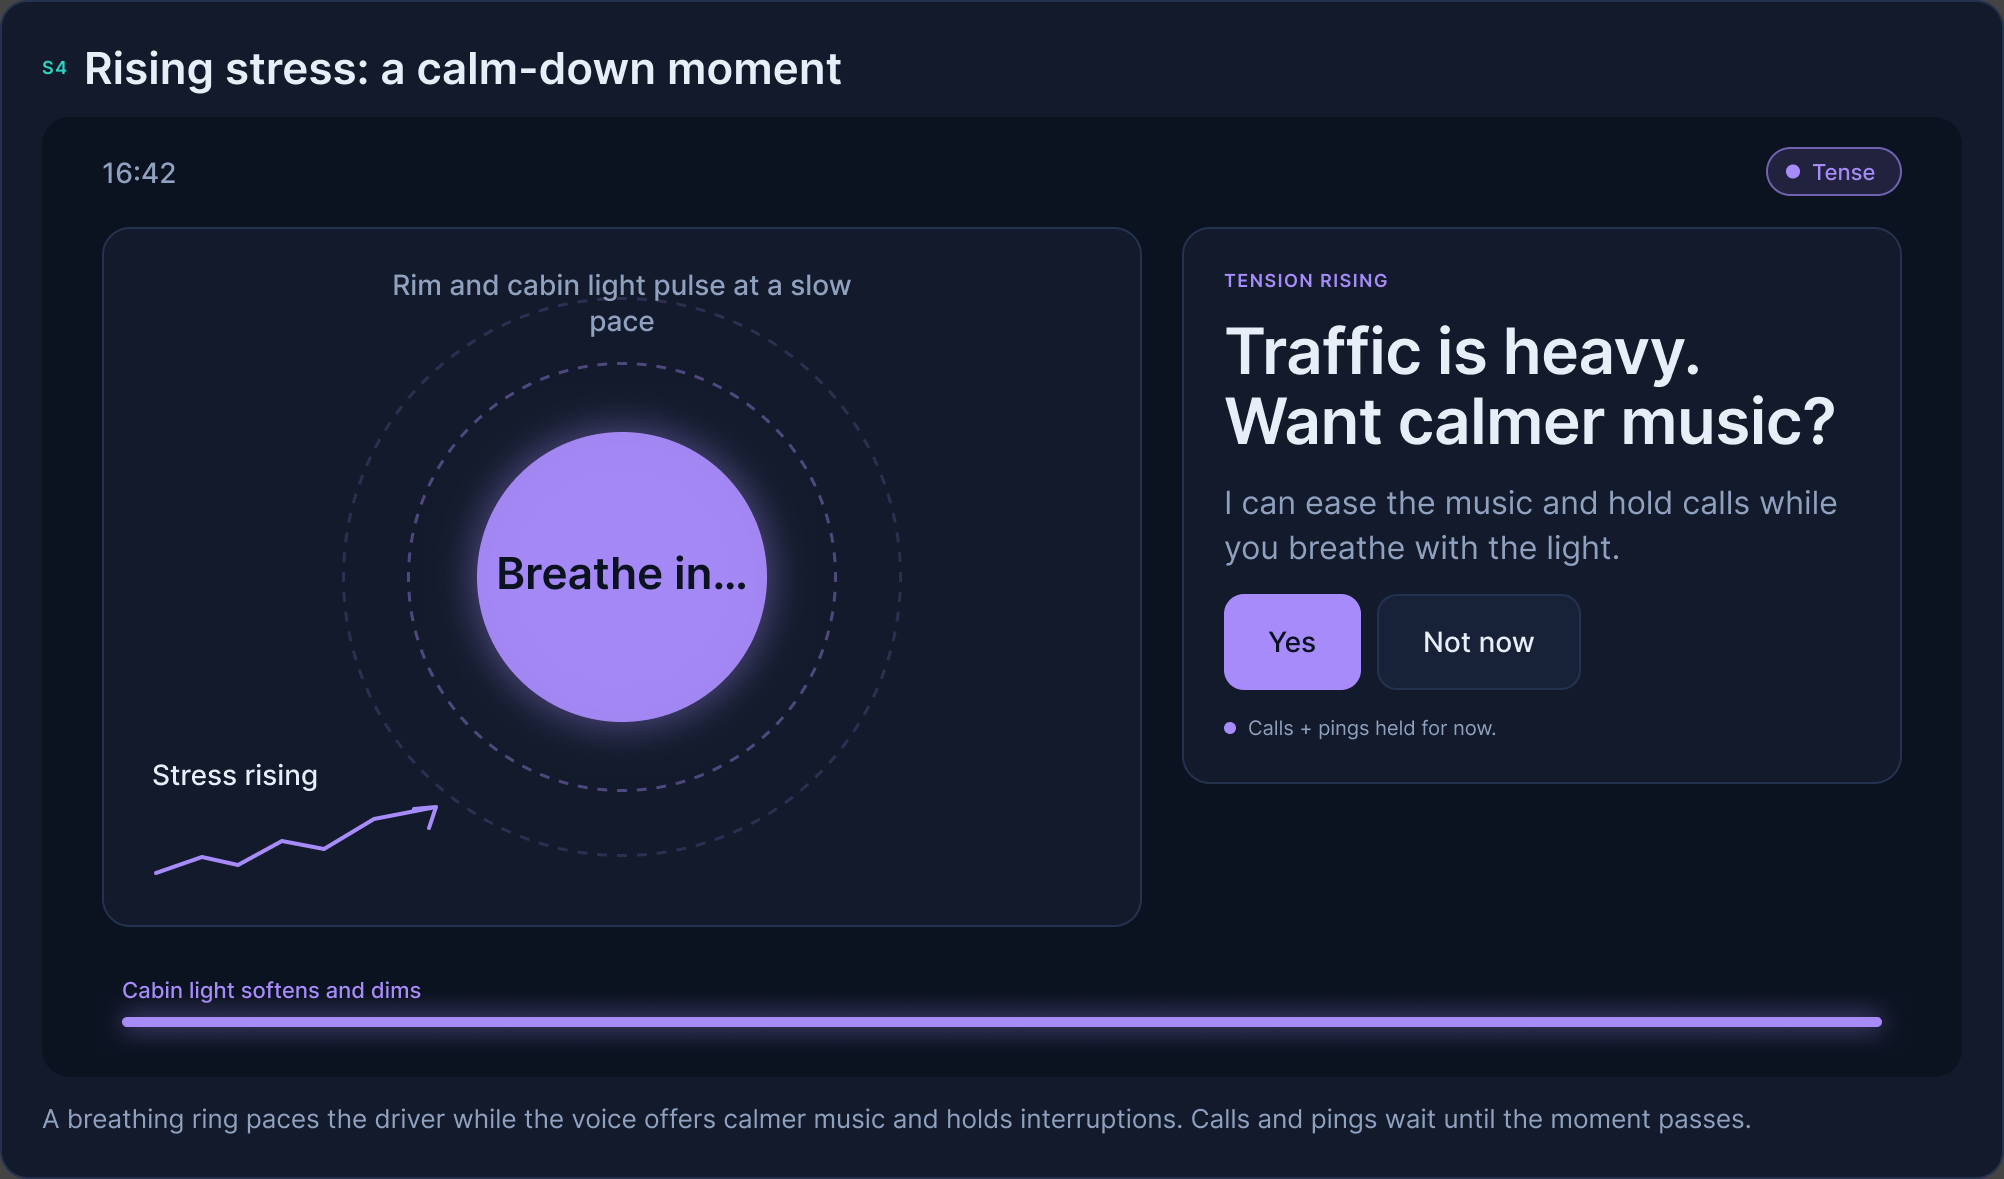 S4 Rising stress: a calm-down moment
16:42
Tense
Rim and cabin light pulse at a slow
pace
Breathe in...
Stress rising
TENSION RISING
Traffic is heavy.
Want calmer music?
I can ease the music and hold calls while
you breathe with the light.
Yes
Not now
Calls + pings held for now.
Cabin light softens and dims
A breathing ring paces the driver while the voice offers calmer music and holds interruptions. Calls and pings wait until the moment passes.